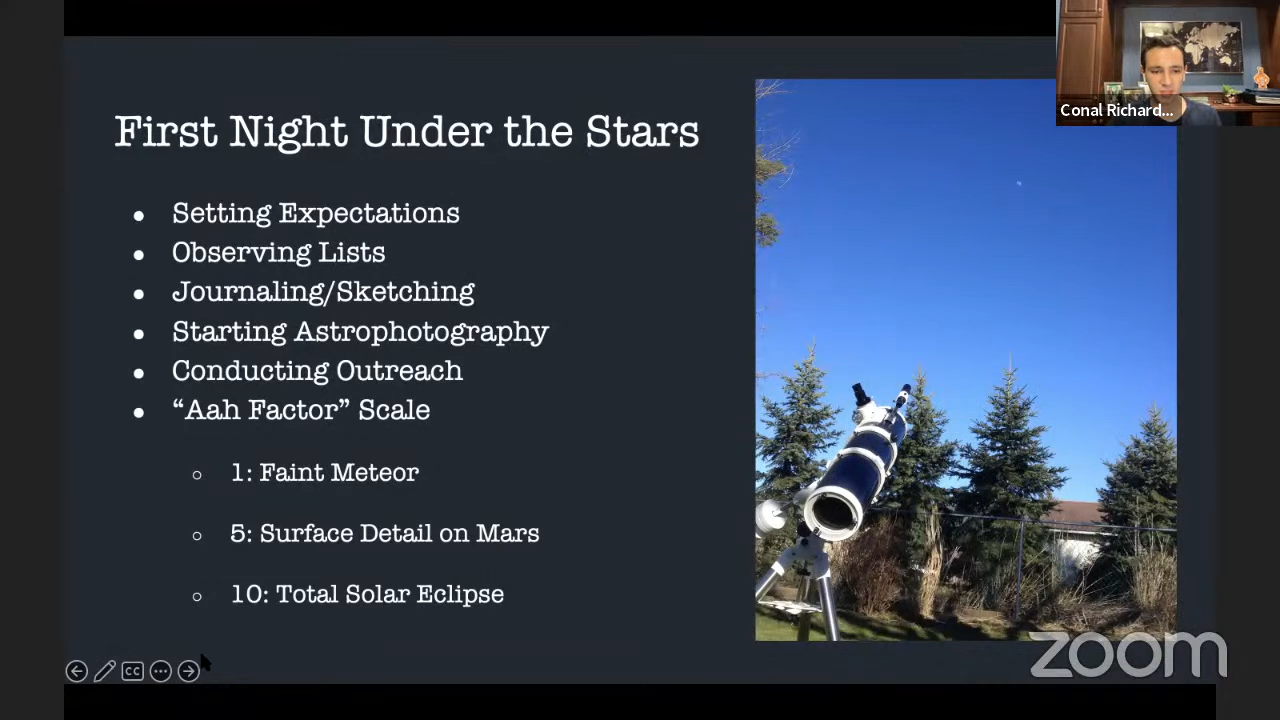 First Night Under the Stars
Setting Expectations
Observing Lists
Journaling/Sketching
Starting Astrophotography
Conducting Outreach
“Aah Factor” Scale
1: Faint Meteor
5: Surface Detail on Mars
10: Total Solar Eclipse
Conal Richard...
CC
zoom